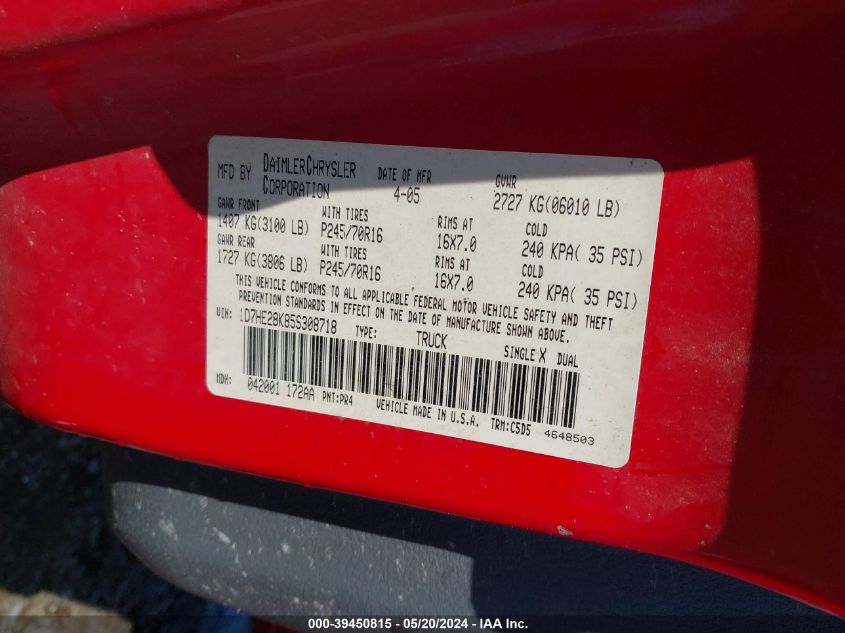 MFD BY DAIMLERCHRYSLER CORPORATION DATE OF MFR 4-05 GVWR 2727 KG(06010 LB)
GAWR FRONT WITH TIRES RIMS AT COLD
1407 KG(3100 LB) P245/70R16 16X7.0 240 KPA( 35 PSI)
GAWR REAR WITH TIRES RIMS AT COLD
1727 KG(3806 LB) P245/70R16 16X7.0 240 KPA( 35 PSI)
THIS VEHICLE CONFORMS TO ALL APPLICABLE FEDERAL MOTOR VEHICLE SAFETY AND THEFT
PREVENTION STANDARDS IN EFFECT ON THE DATE OF MANUFACTURE SHOWN ABOVE.
VIN: 1D7HE28K85S308718 TYPE: TRUCK SINGLE X DUAL
MDH: 042001 172AA PNT:PR4 VEHICLE MADE IN U.S.A. TRM:C5D5 4648503
000-39450815 - 05/20/2024 - IAA Inc.